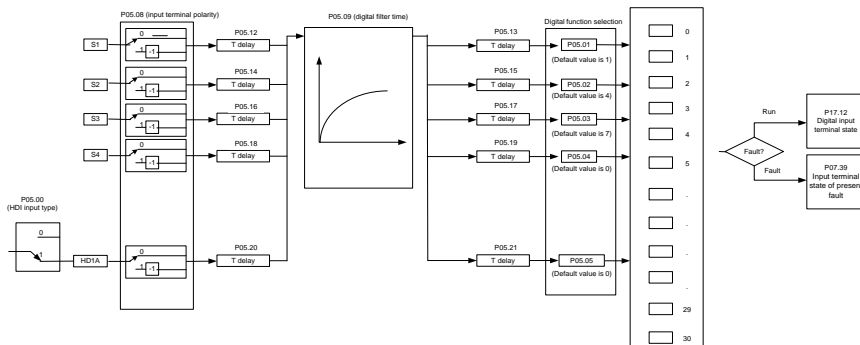 P05.08 (input terminal polarity)
P05.09 (digital filter time)
Digital function selection
S1
0
1
-1
P05.12
T delay
P05.13
T delay
P05.01
(Default value is 1)
S2
0
1
-1
P05.14
T delay
P05.15
T delay
P05.02
(Default value is 4)
S3
0
1
-1
P05.16
T delay
P05.17
T delay
P05.03
(Default value is 7)
S4
0
1
-1
P05.18
T delay
P05.19
T delay
P05.04
(Default value is 0)
P05.00
(HDI input type)
0
1
HD1A
0
1
-1
P05.20
T delay
P05.21
T delay
P05.05
(Default value is 0)
0
1
2
3
4
5
.
.
.
.
29
30
Fault?
Run
Fault
P17.12
Digital input
terminal state
P07.39
Input terminal
state of present
fault